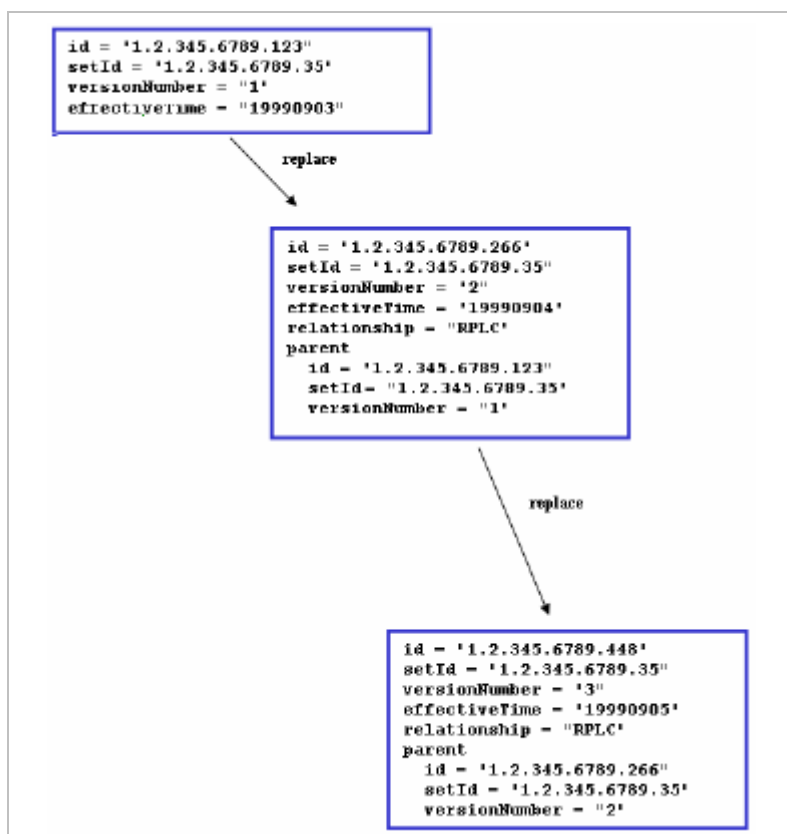 id = "1.2.345.6789.123"
setId = "1.2.345.6789.35"
versionNumber = "1"
effectiveTime = "19990903"
replace
id = "1.2.345.6789.266"
setId = "1.2.345.6789.35"
versionNumber = "2"
effectiveTime = "19990904"
relationship = "RPLC"
parent
id = "1.2.345.6789.123"
setId= "1.2.345.6789.35"
versionNumber = "1"
replace
id = "1.2.345.6789.448"
setId = "1.2.345.6789.35"
versionNumber = "3"
effectiveTime = "19990905"
relationship = "RPLC"
parent
id = "1.2.345.6789.266"
setId = "1.2.345.6789.35"
versionNumber = "2"